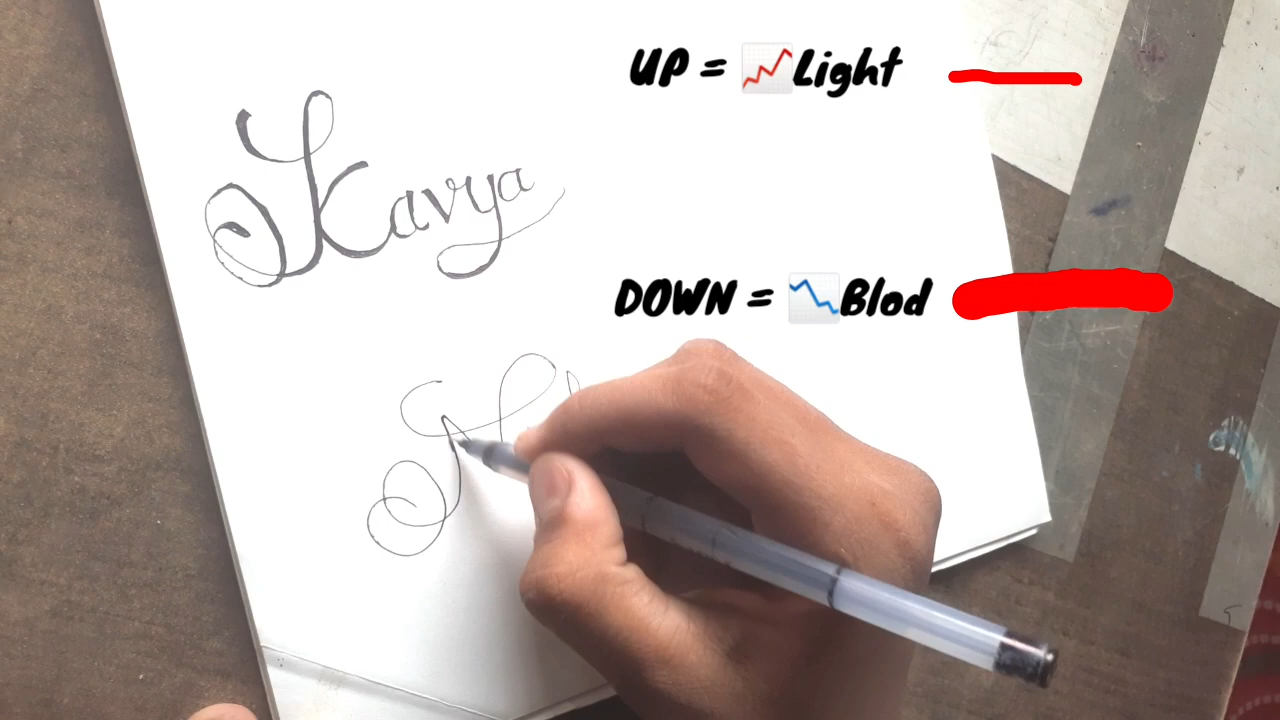 UP = 📈Light
Kavya
DOWN = 📉Blod